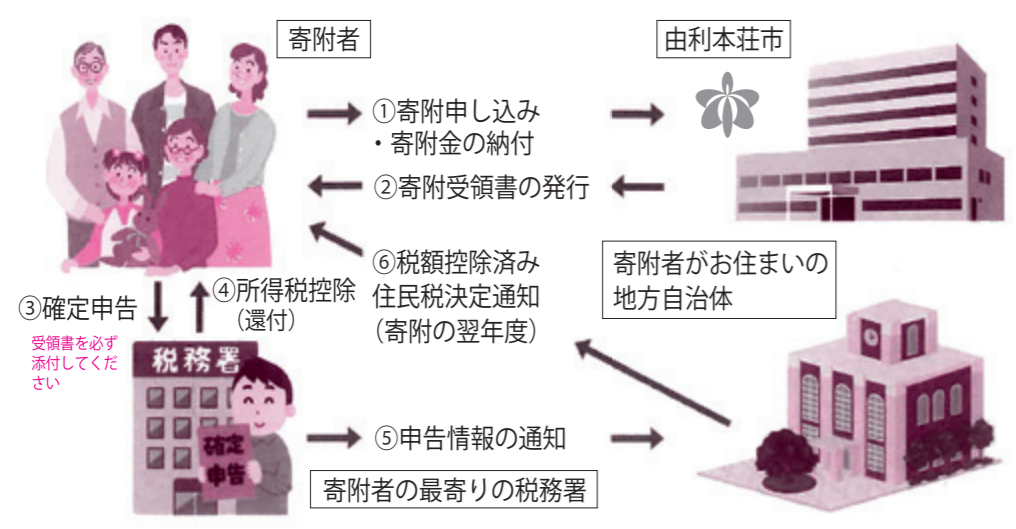 寄附者
由利本荘市
①寄附申し込み
・寄附金の納付
②寄附受領書の発行
⑥税額控除済み
住民税決定通知
(寄附の翌年度)
寄附者がお住まいの
地方自治体
③確定申告
受領書を必ず
添付してくだ
さい
④所得税控除
(還付)
税務署
確定
申告
⑤申告情報の通知
寄附者の最寄りの税務署